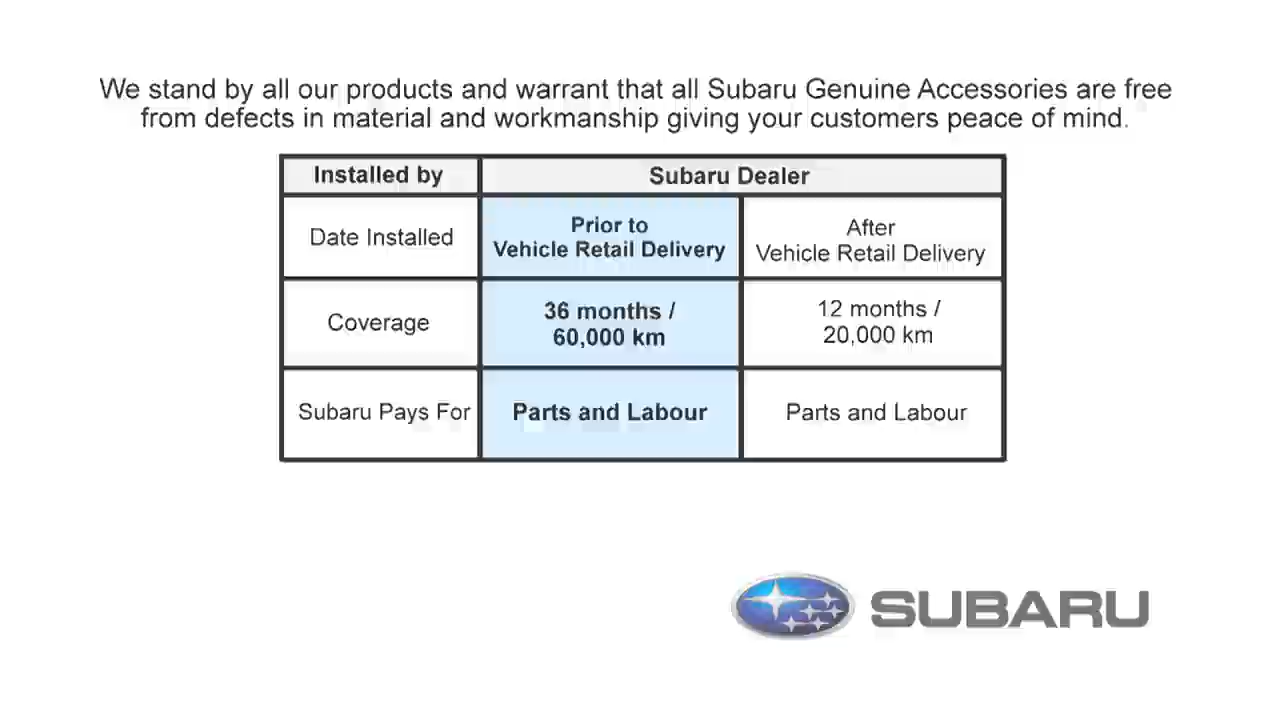 We stand by all our products and warrant that all Subaru Genuine Accessories are free
from defects in material and workmanship giving your customers peace of mind.
Installed by
Subaru Dealer
Date Installed
Prior to
Vehicle Retail Delivery
After
Vehicle Retail Delivery
Coverage
36 months /
60,000 km
12 months /
20,000 km
Subaru Pays For
Parts and Labour
Parts and Labour
SUBARU